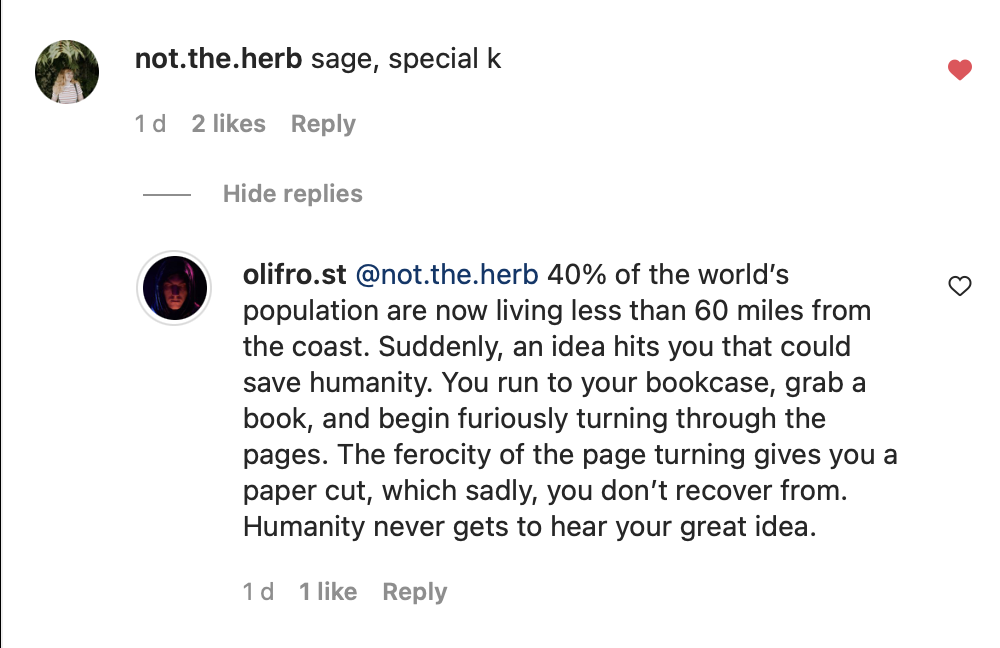 not.the.herb sage, special k
1 d 2 likes Reply
Hide replies
olifro.st @not.the.herb 40% of the world’s
population are now living less than 60 miles from
the coast. Suddenly, an idea hits you that could
save humanity. You run to your bookcase, grab a
book, and begin furiously turning through the
pages. The ferocity of the page turning gives you a
paper cut, which sadly, you don’t recover from.
Humanity never gets to hear your great idea.
1 d 1 like Reply